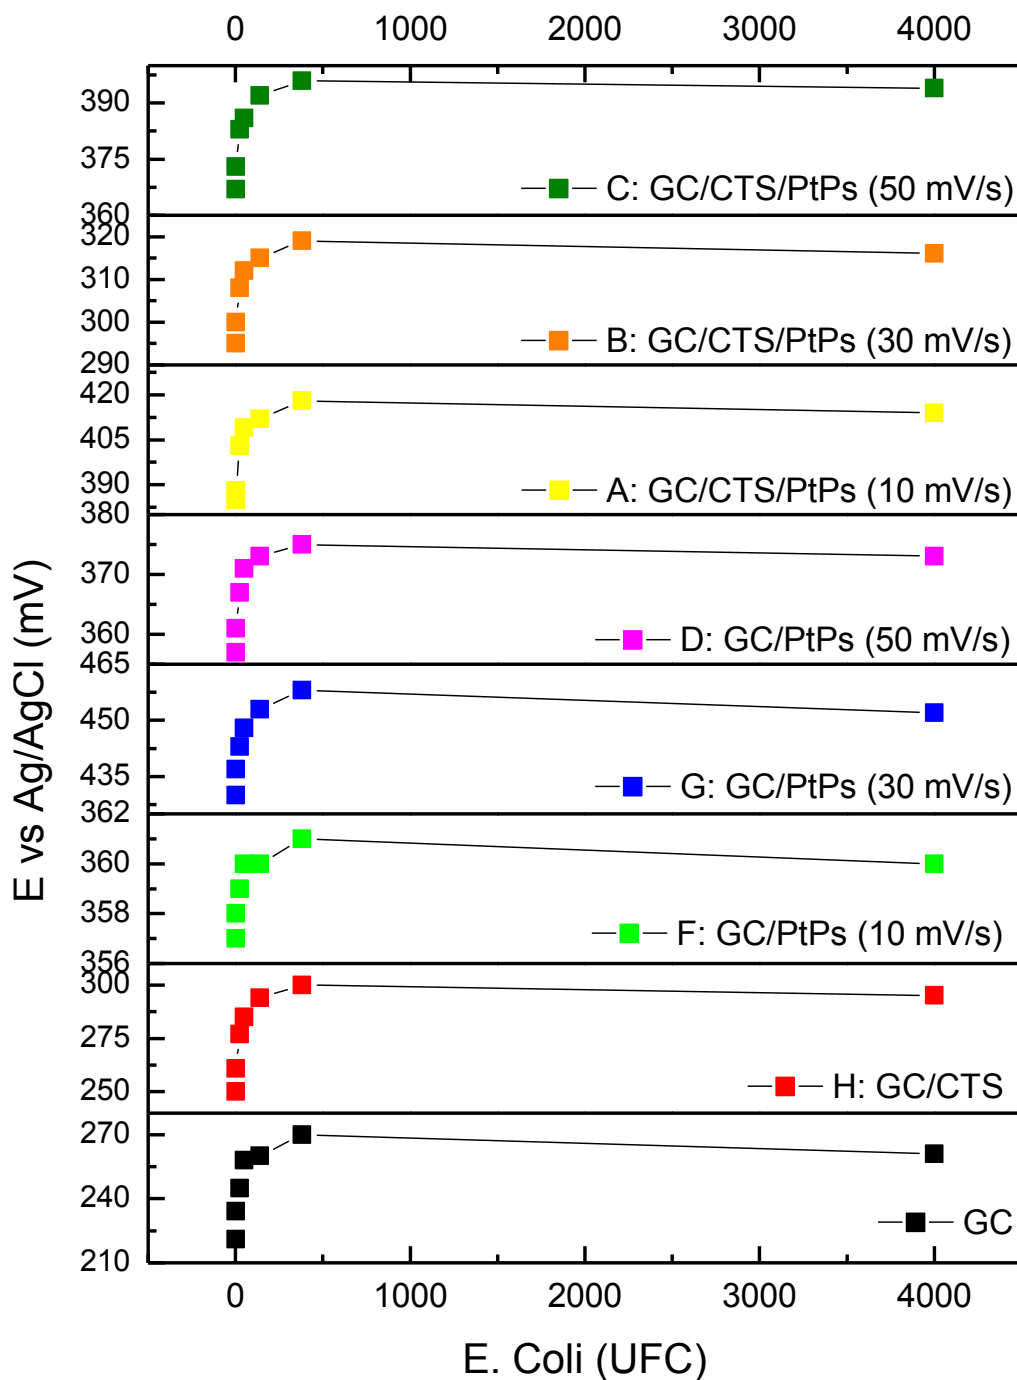 0 1000 2000 3000 4000
390
375
360
C: GC/CTS/PtPs (50 mV/s)
320
310
300
290
B: GC/CTS/PtPs (30 mV/s)
420
405
390
380
A: GC/CTS/PtPs (10 mV/s)
370
360
D: GC/PtPs (50 mV/s)
465
450
435
G: GC/PtPs (30 mV/s)
362
360
358
356
F: GC/PtPs (10 mV/s)
300
275
250
H: GC/CTS
270
240
210
GC
0 1000 2000 3000 4000
E. Coli (UFC)
E vs Ag/AgCl (mV)